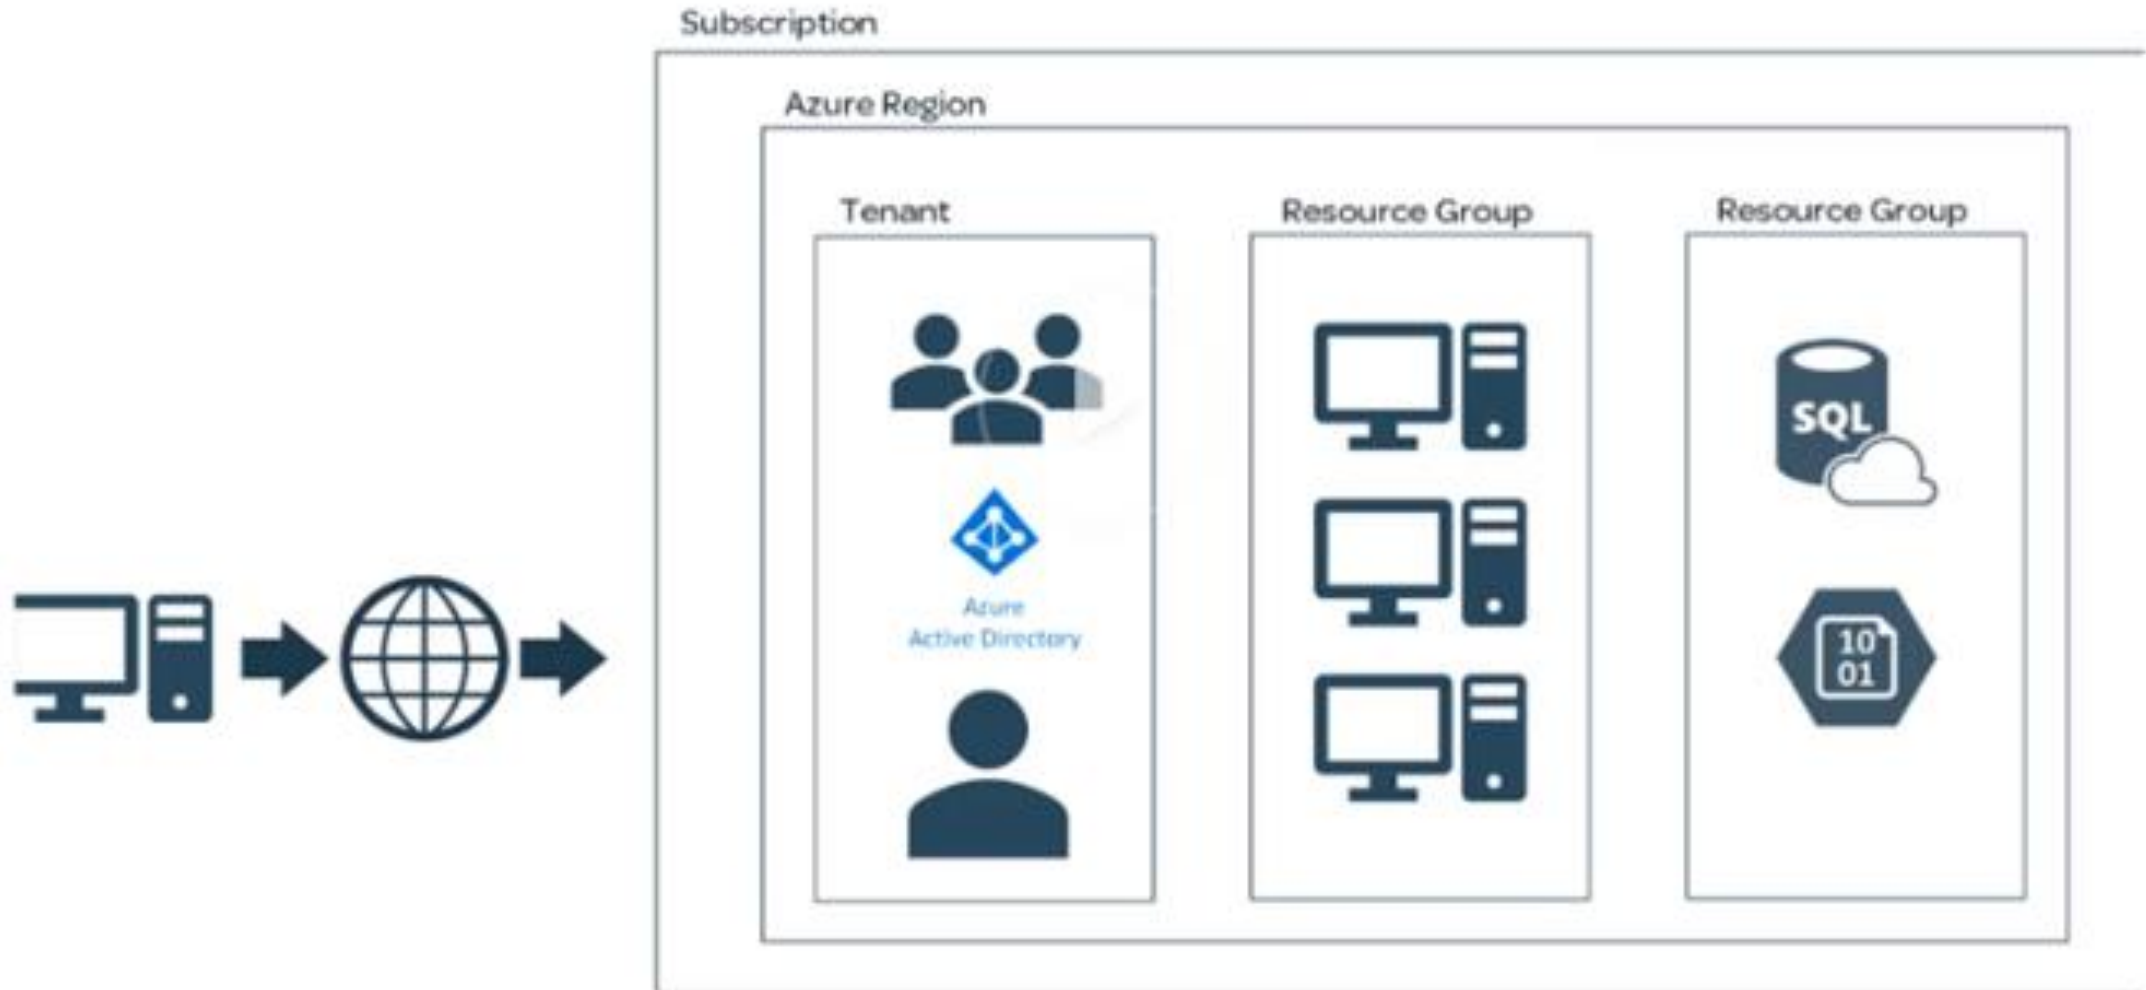 Subscription
Azure Region
Tenant
Resource Group
Resource Group
Azure
Active Directory
SQL
10
01